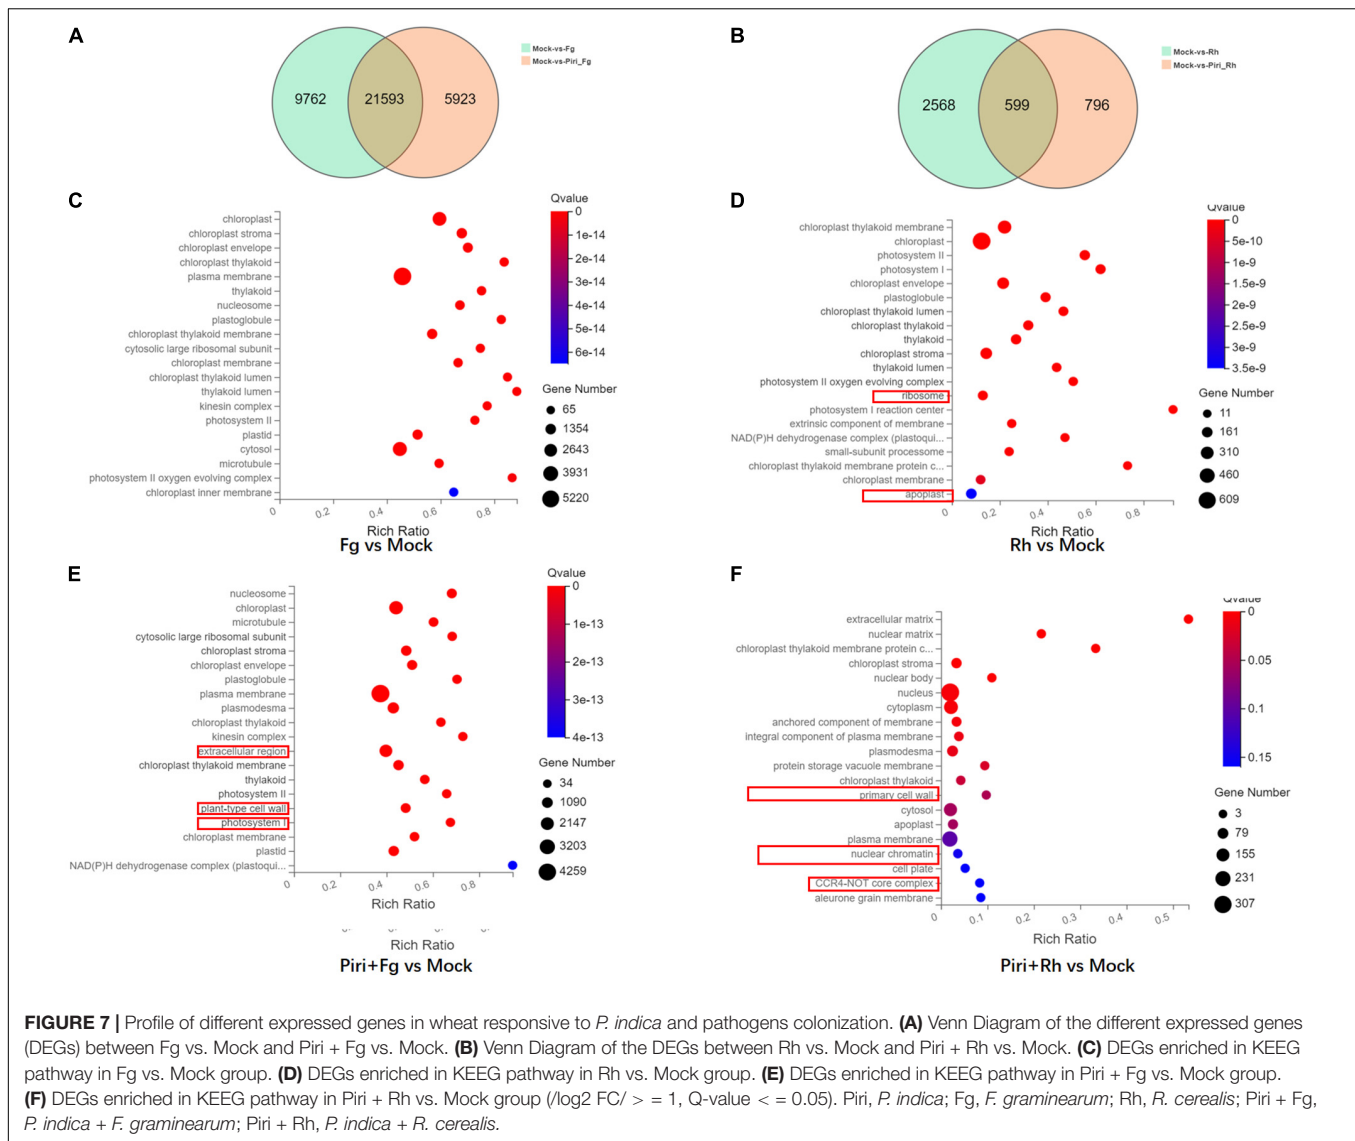 A
9762
21593
5923
Mock-vs-Fg
Mock-vs-Piri_Fg
B
2568
599
796
Mock-vs-Rh
Mock-vs-Piri_Rh
C
chloroplast
chloroplast stroma
chloroplast envelope
chloroplast thylakoid
plasma membrane
thylakoid
nucleosome
plastoglobule
chloroplast thylakoid membrane
cytosolic large ribosomal subunit
chloroplast membrane
chloroplast thylakoid lumen
thylakoid lumen
kinesin complex
photosystem II
plastid
cytosol
microtubule
photosystem II oxygen evolving complex
chloroplast inner membrane
0 0.2 0.4 0.6 0.8
Rich Ratio
Fg vs Mock
Qvalue
0
1e-14
2e-14
3e-14
4e-14
5e-14
6e-14
Gene Number
65
1354
2643
3931
5220
D
chloroplast thylakoid membrane
chloroplast
photosystem II
photosystem I
chloroplast envelope
plastoglobule
chloroplast thylakoid lumen
chloroplast thylakoid
thylakoid
chloroplast stroma
thylakoid lumen
photosystem II oxygen evolving complex
ribosome
photosystem I reaction center
extrinsic component of membrane
NAD(P)H dehydrogenase complex (plastoqui...
small-subunit processome
chloroplast thylakoid membrane protein c...
chloroplast membrane
apoplast
0 0.2 0.4 0.6 0.8
Rich Ratio
Rh vs Mock
Qvalue
0
5e-10
1e-9
1.5e-9
2e-9
2.5e-9
3e-9
3.5e-9
Gene Number
11
161
310
460
609
E
nucleosome
chloroplast
microtubule
cytosolic large ribosomal subunit
chloroplast stroma
chloroplast envelope
plastoglobule
plasma membrane
plasmodesma
chloroplast thylakoid
kinesin complex
extracellular region
chloroplast thylakoid membrane
thylakoid
photosystem II
plant-type cell wall
photosystem I
chloroplast membrane
plastid
NAD(P)H dehydrogenase complex (plastoqui...
0 0.2 0.4 0.6 0.8
Rich Ratio
Piri+Fg vs Mock
Qvalue
0
1e-13
2e-13
3e-13
4e-13
Gene Number
34
1090
2147
3203
4259
F
extracellular matrix
nuclear matrix
chloroplast thylakoid membrane protein c...
chloroplast stroma
nuclear body
nucleus
cytoplasm
anchored component of membrane
integral component of plasma membrane
plasmodesma
protein storage vacuole membrane
chloroplast thylakoid
primary cell wall
cytosol
apoplast
plasma membrane
nuclear chromatin
cell plate
CCR4-NOT core complex
aleurone grain membrane
0 0.1 0.2 0.3 0.4 0.5
Rich Ratio
Piri+Rh vs Mock
Qvalue
0
0.05
0.1
0.15
Gene Number
3
79
155
231
307
FIGURE 7 | Profile of different expressed genes in wheat responsive to P. indica and pathogens colonization. (A) Venn Diagram of the different expressed genes
(DEGs) between Fg vs. Mock and Piri + Fg vs. Mock. (B) Venn Diagram of the DEGs between Rh vs. Mock and Piri + Rh vs. Mock. (C) DEGs enriched in KEEG
pathway in Fg vs. Mock group. (D) DEGs enriched in KEEG pathway in Rh vs. Mock group. (E) DEGs enriched in KEEG pathway in Piri + Fg vs. Mock group.
(F) DEGs enriched in KEEG pathway in Piri + Rh vs. Mock group (/log2 FC/ > = 1, Q-value < = 0.05). Piri, P. indica; Fg, F. graminearum; Rh, R. cerealis; Piri + Fg,
P. indica + F. graminearum; Piri + Rh, P. indica + R. cerealis.